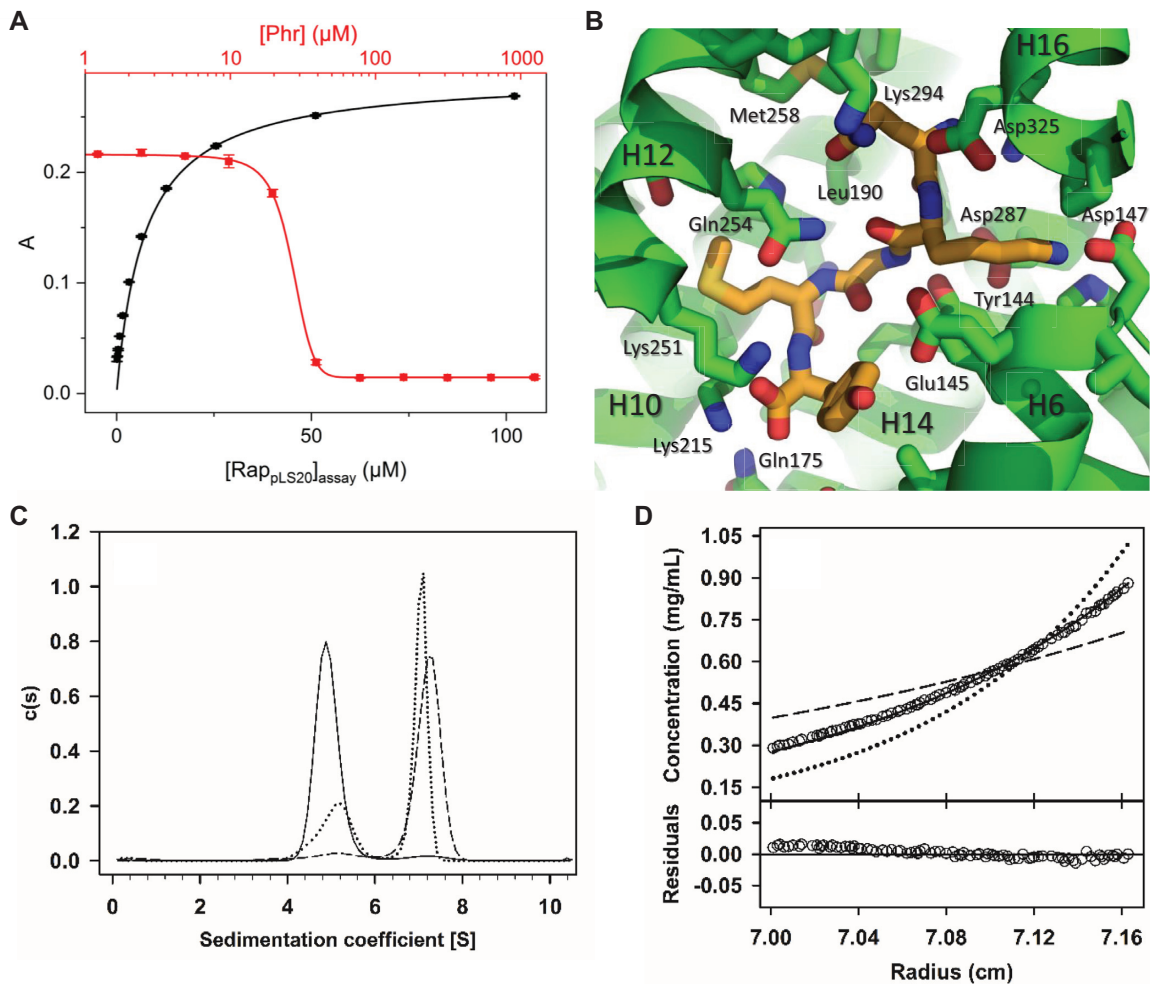 A
[Phr] (µM)
1 10 100 1000
0.2
0.1
0.0
A
0 50 100
[Rap_pLS20]_assay (µM)
B
H16
Lys294
Met258
Asp325
H12
Leu190
Gln254
Asp287
Asp147
Tyr144
Lys251
Glu145
H10
H14
H6
Lys215
Gln175
C
1.2
1.0
0.8
0.6
0.4
0.2
0.0
c(s)
0 2 4 6 8 10
Sedimentation coefficient [S]
D
1.05
0.90
0.75
0.60
0.45
0.30
0.15
Concentration (mg/mL)
0.05
0.00
-0.05
Residuals
7.00 7.04 7.08 7.12 7.16
Radius (cm)